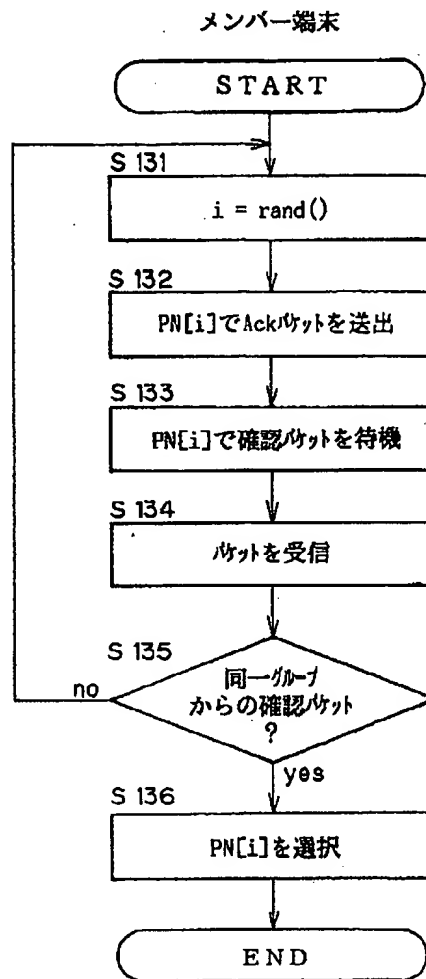 メンバー端末
START
S 131
i = rand()
S 132
PN[i]でAckパケットを送出
S 133
PN[i]で確認パケットを待機
S 134
パケットを受信
S 135
同一グループ
no
からの確認パケット
?
yes
S 136
PN[i]を選択
END